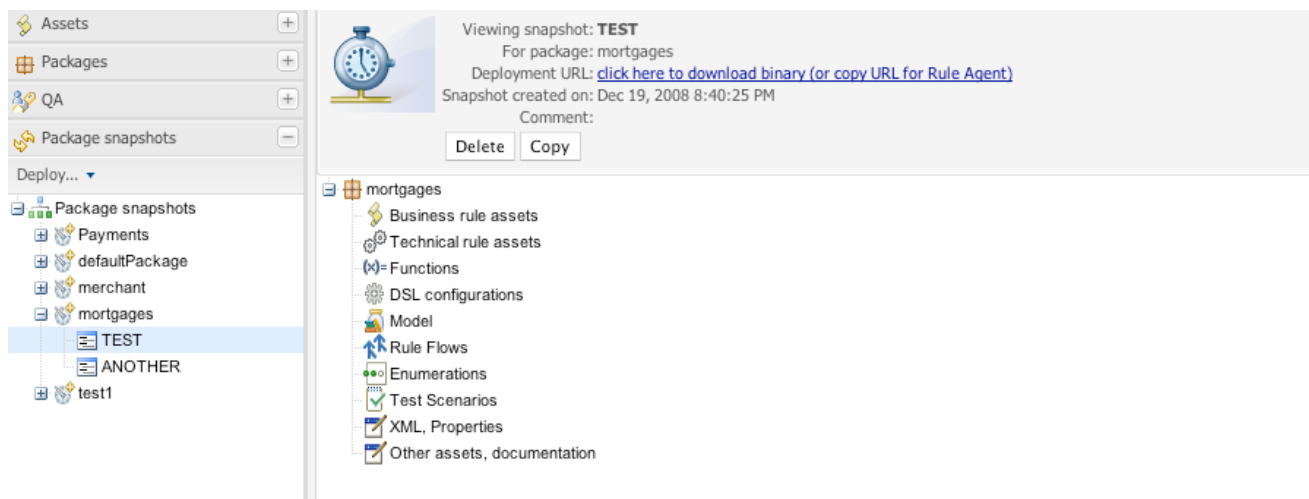 Assets
Packages
QA
Package snapshots
Deploy...
Package snapshots
Payments
defaultPackage
merchant
mortgages
TEST
ANOTHER
test1
Viewing snapshot: TEST
For package: mortgages
Deployment URL: click here to download binary (or copy URL for Rule Agent)
Snapshot created on: Dec 19, 2008 8:40:25 PM
Comment:
Delete Copy
mortgages
Business rule assets
Technical rule assets
(x)= Functions
DSL configurations
Model
Rule Flows
Enumerations
Test Scenarios
XML, Properties
Other assets, documentation